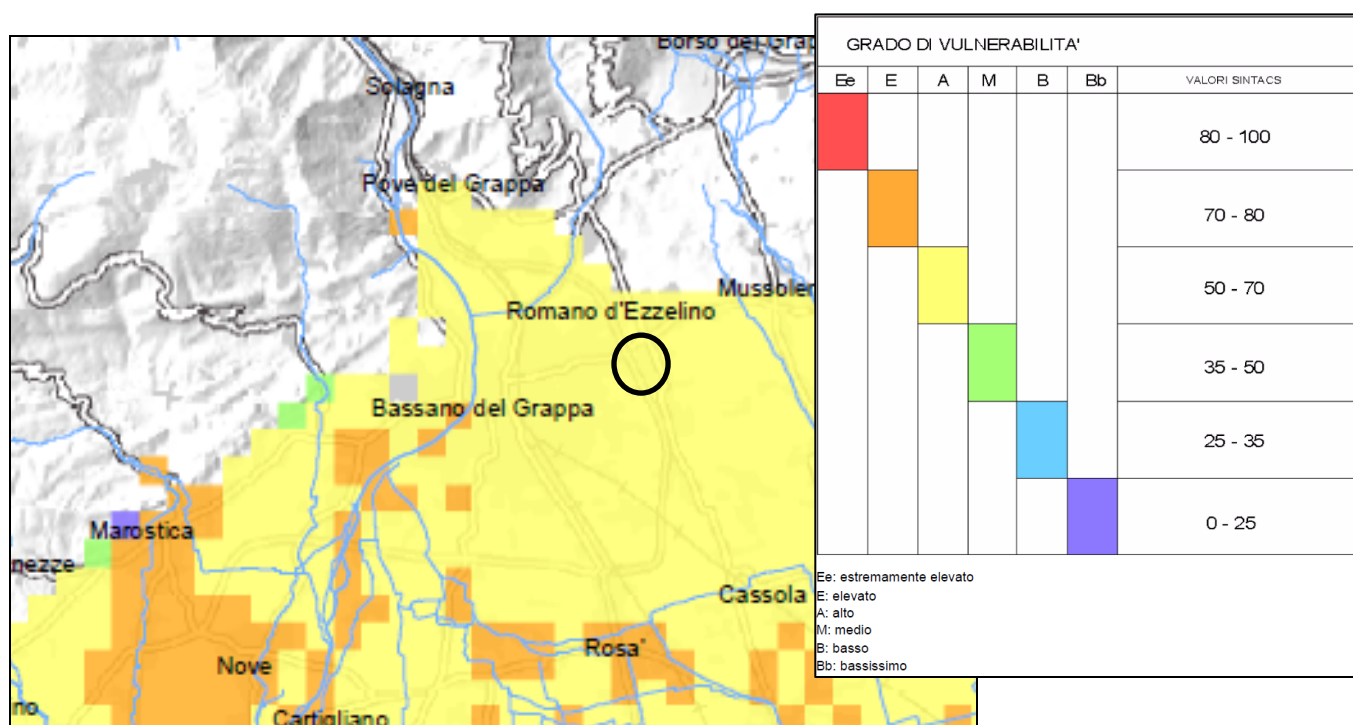 Borso del Grap
Solagna
Pove del Grappa
Mussolen
Romano d'Ezzelino
Bassano del Grappa
Marostica
nezze
Cassola
Rosa'
Nove
no
Cartigliano
GRADO DI VULNERABILITA'
Ee E A M B Bb VALORI SINTACS
80 - 100
70 - 80
50 - 70
35 - 50
25 - 35
0 - 25
Ee: estremamente elevato
E: elevato
A: alto
M: medio
B: basso
Bb: bassissimo